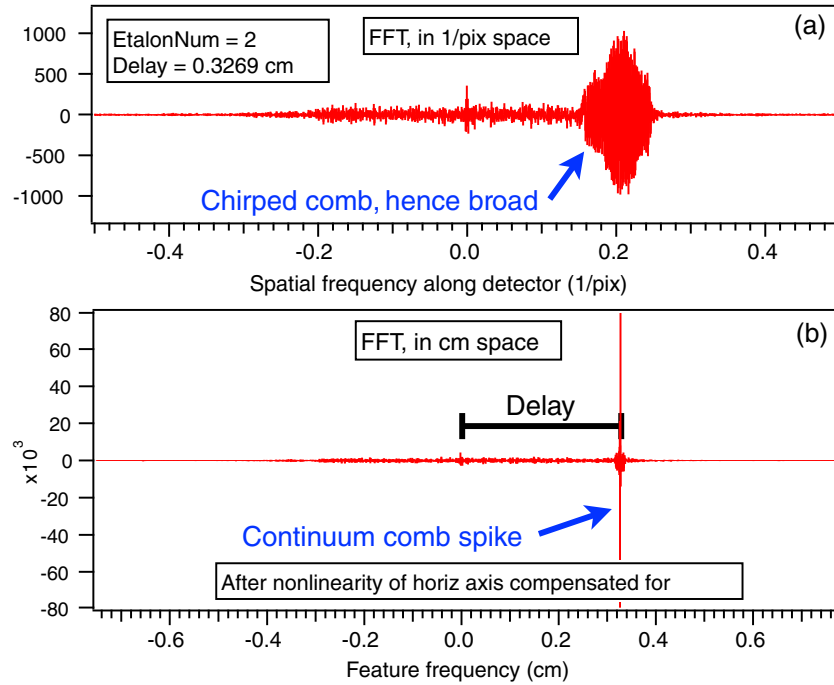 (a)
EtalonNum = 2
Delay = 0.3269 cm
FFT, in 1/pix space
1000
500
0
-500
-1000
Chirped comb, hence broad
-0.4 -0.2 0.0 0.2 0.4
Spatial frequency along detector (1/pix)
(b)
FFT, in cm space
80
60
40
20
0
-20
-40
-60
-80
x10³
Delay
Continuum comb spike
After nonlinearity of horiz axis compensated for
-0.6 -0.4 -0.2 0.0 0.2 0.4 0.6
Feature frequency (cm)